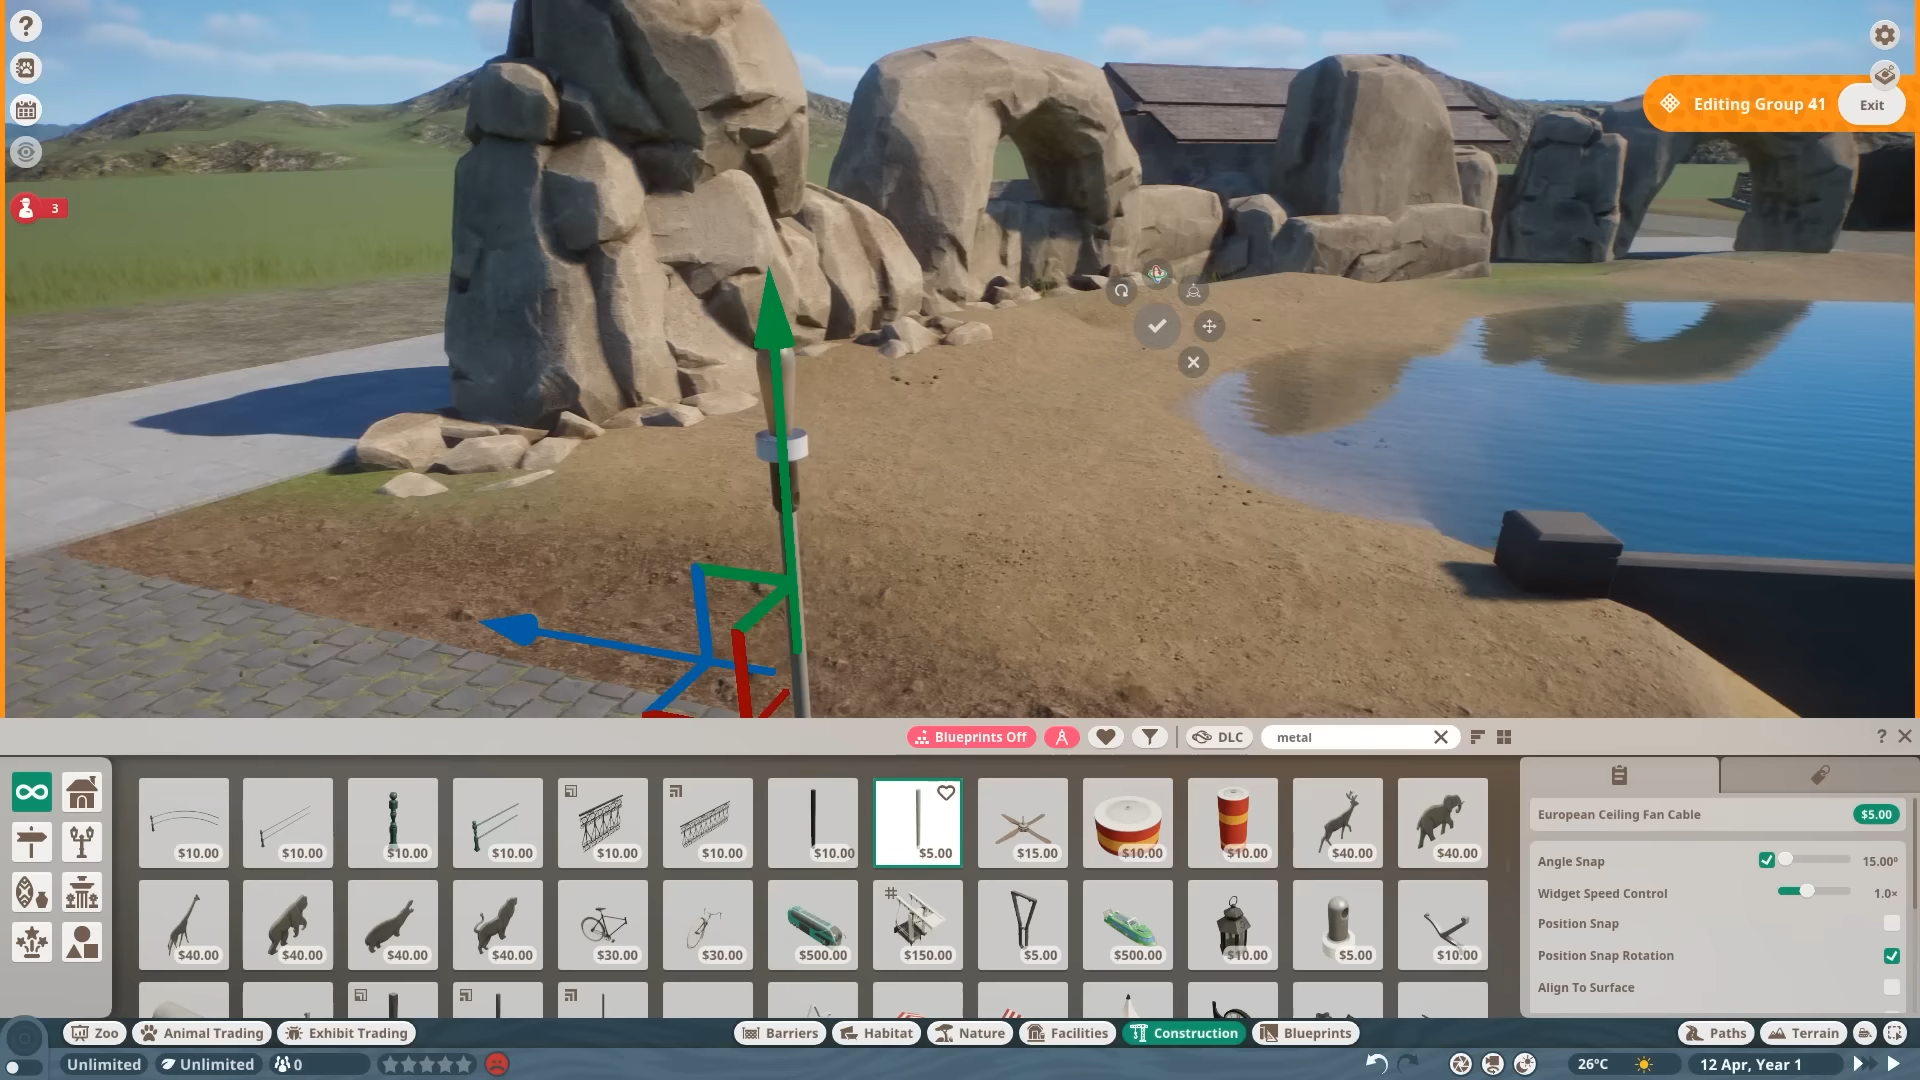 ?
Editing Group 41 Exit
3
Blueprints Off DLC metal ?
$10.00 $10.00 $10.00 $10.00 $10.00 $10.00 $10.00 $5.00 $15.00 $10.00 $10.00 $40.00 $40.00
$40.00 $40.00 $40.00 $40.00 $30.00 $30.00 $500.00 $150.00 $5.00 $500.00 $10.00 $5.00 $10.00
European Ceiling Fan Cable $5.00
Angle Snap 15.00°
Widget Speed Control 1.0×
Position Snap
Position Snap Rotation
Align To Surface
Zoo Animal Trading Exhibit Trading Barriers Habitat Nature Facilities Construction Blueprints Paths Terrain
Unlimited Unlimited 0 26°C 12 Apr, Year 1